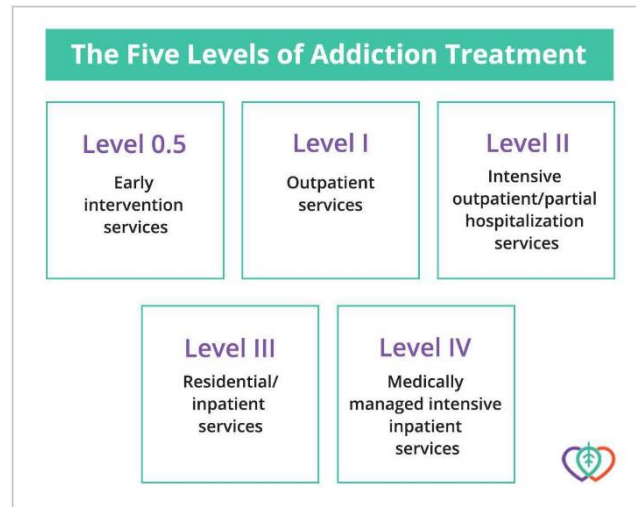 The Five Levels of Addiction Treatment
Level 0.5
Early
intervention
services
Level I
Outpatient
services
Level II
Intensive
outpatient/partial
hospitalization
services
Level III
Residential/
inpatient
services
Level IV
Medically
managed intensive
inpatient
services